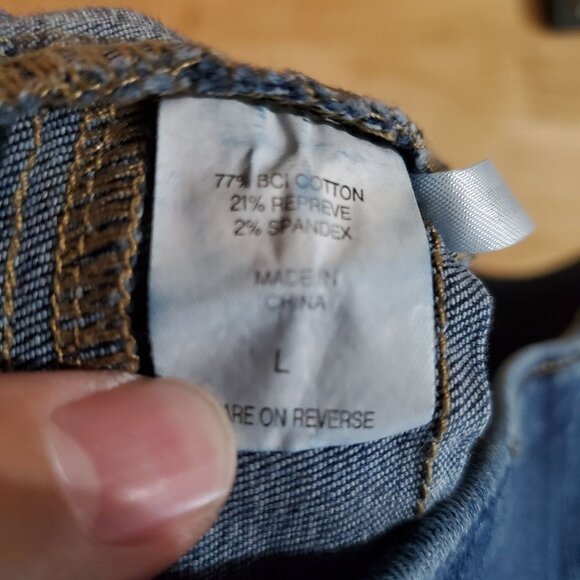 77% BCI COTTON
21% REPREVE
2% SPANDEX
MADE IN
CHINA
L
ARE ON REVERSE